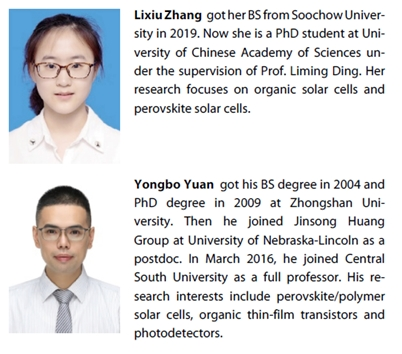 Lixiu Zhang got her BS from Soochow Univer-
sity in 2019. Now she is a PhD student at Uni-
versity of Chinese Academy of Sciences un-
der the supervision of Prof. Liming Ding. Her
research focuses on organic solar cells and
perovskite solar cells.
Yongbo Yuan got his BS degree in 2004 and
PhD degree in 2009 at Zhongshan Uni-
versity. Then he joined Jinsong Huang
Group at University of Nebraska-Lincoln as a
postdoc. In March 2016, he joined Central
South University as a full professor. His re-
search interests include perovskite/polymer
solar cells, organic thin-film transistors and
photodetectors.